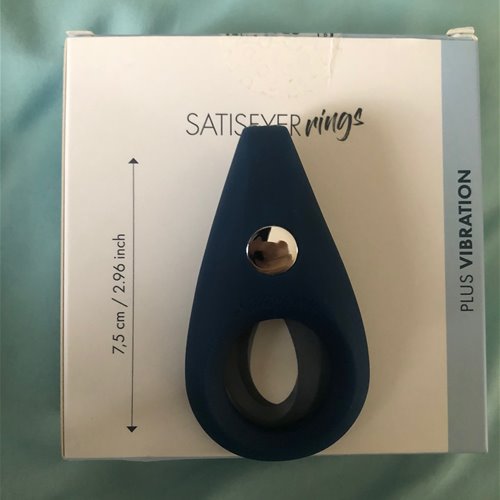 SATISFYER rings
7,5 cm / 2.96 inch
PLUS VIBRATION